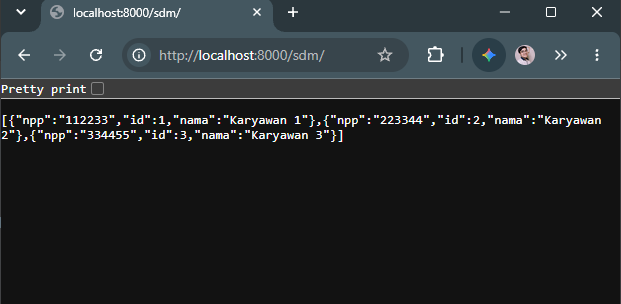 localhost:8000/sdm/
http://localhost:8000/sdm/
Pretty print
[{"npp":"112233","id":1,"nama":"Karyawan 1"},{"npp":"223344","id":2,"nama":"Karyawan
2"},{"npp":"334455","id":3,"nama":"Karyawan 3"}]